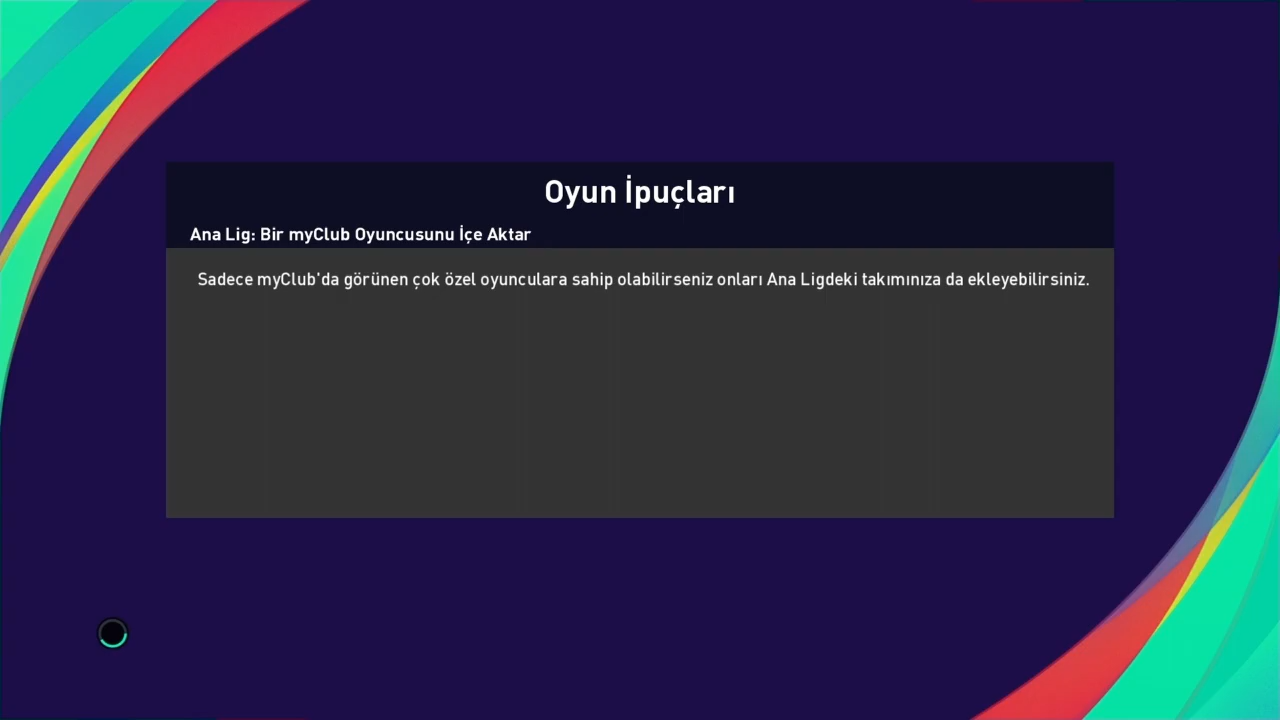 Oyun İpuçları
Ana Lig: Bir myClub Oyuncusunu İçe Aktar
Sadece myClub'da görünen çok özel oyunculara sahip olabilirseniz onları Ana Ligdeki takımınıza da ekleyebilirsiniz.